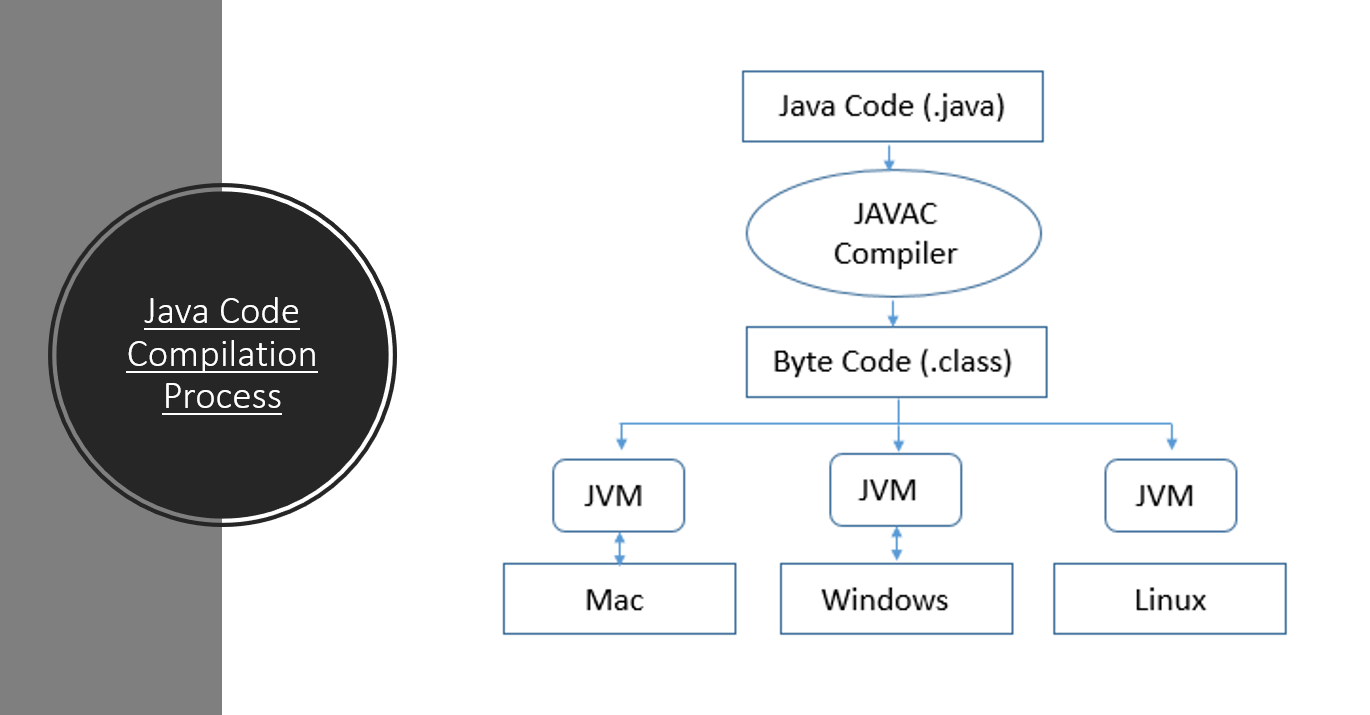 Java Code
Compilation
Process
Java Code (.java)
JAVAC
Compiler
Byte Code (.class)
JVM
JVM
JVM
Mac
Windows
Linux